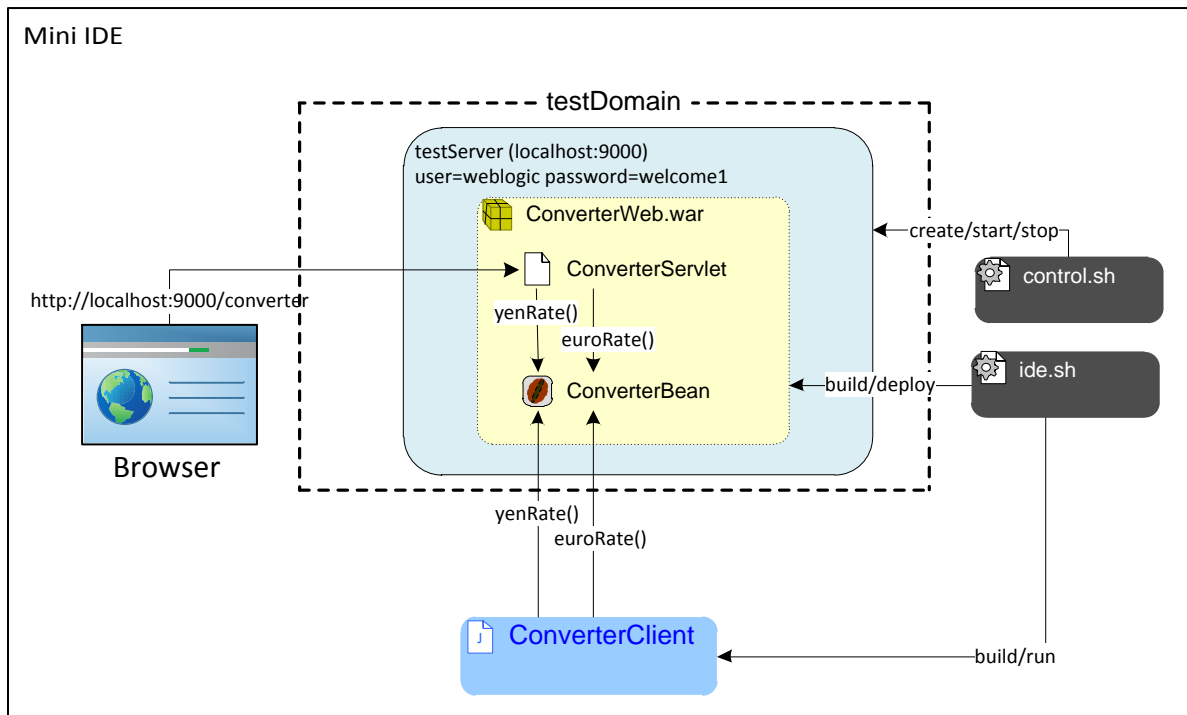 Mini IDE
testDomain
testServer (localhost:9000)
user=weblogic password=welcome1
ConverterWeb.war
create/start/stop
ConverterServlet
control.sh
http://localhost:9000/converter
yenRate()
euroRate()
ide.sh
build/deploy
ConverterBean
Browser
yenRate()
euroRate()
J
ConverterClient
build/run